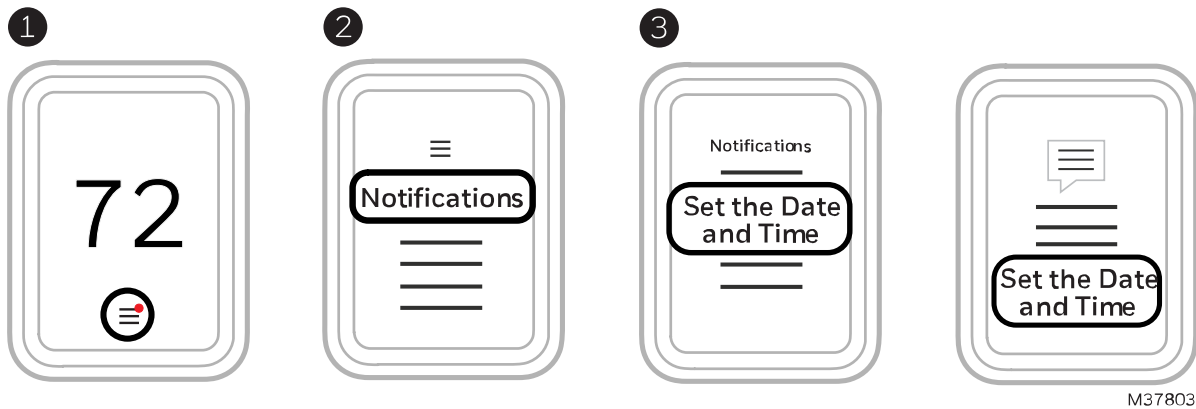 1
2
3
72
Notifications
Notifications
Set the Date
and Time
Set the Date
and Time
M37803